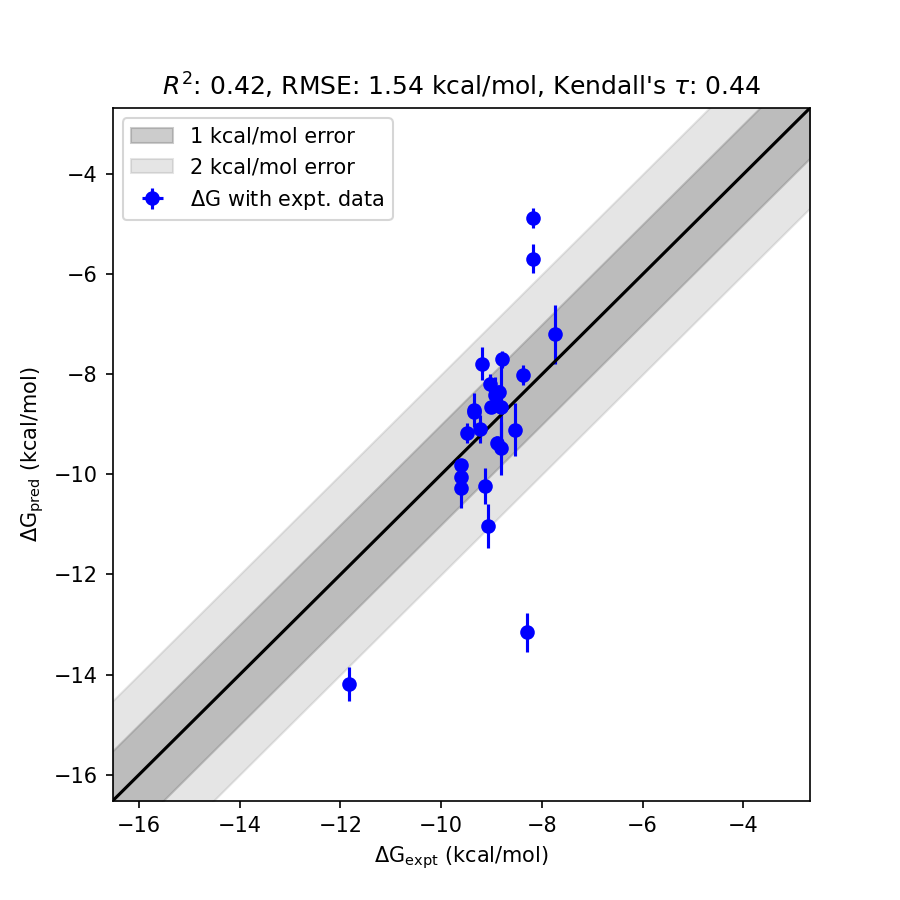 R²: 0.42, RMSE: 1.54 kcal/mol, Kendall's τ: 0.44
1 kcal/mol error
2 kcal/mol error
ΔG with expt. data
−4
−6
−8
−10
−12
−14
−16
ΔGpred (kcal/mol)
−16 −14 −12 −10 −8 −6 −4
ΔGexpt (kcal/mol)